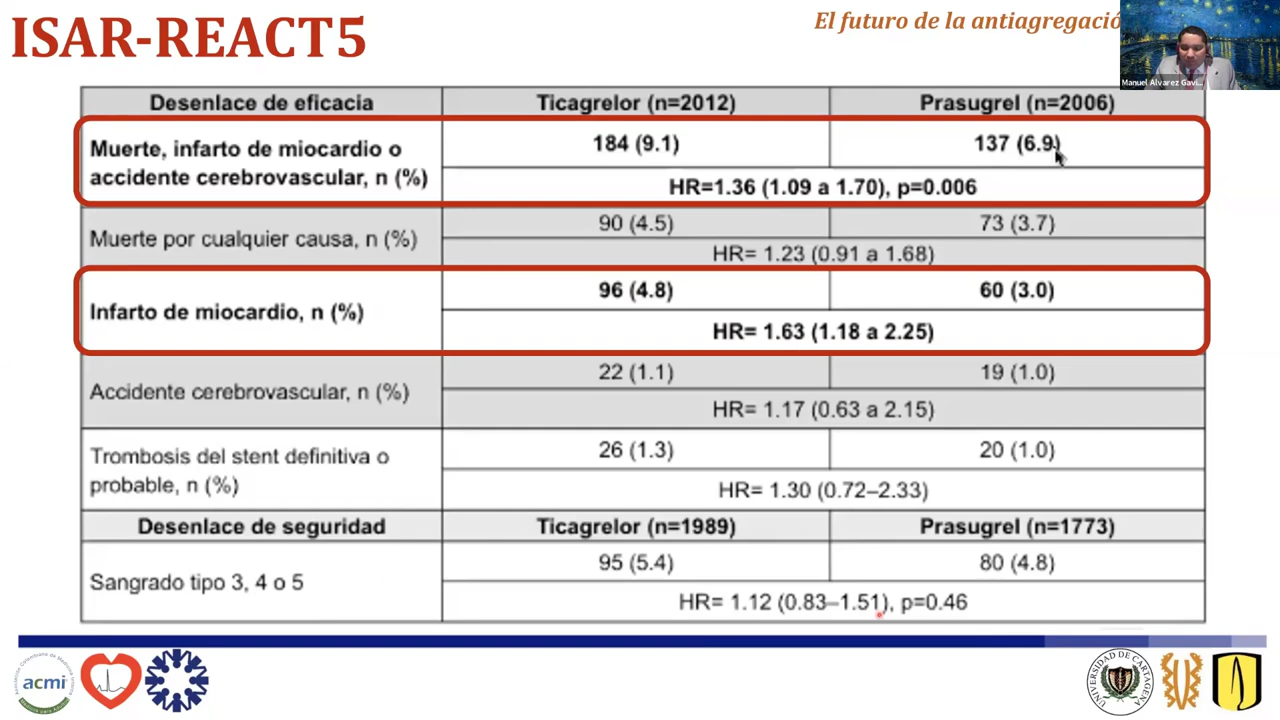 ISAR-REACT5
El futuro de la antiagregació
Manuel Alvarez Gavi...
Desenlace de eficacia
Ticagrelor (n=2012)
Prasugrel (n=2006)
Muerte, infarto de miocardio o
accidente cerebrovascular, n (%)
184 (9.1)
137 (6.9)
HR=1.36 (1.09 a 1.70), p=0.006
Muerte por cualquier causa, n (%)
90 (4.5)
73 (3.7)
HR= 1.23 (0.91 a 1.68)
Infarto de miocardio, n (%)
96 (4.8)
60 (3.0)
HR= 1.63 (1.18 a 2.25)
Accidente cerebrovascular, n (%)
22 (1.1)
19 (1.0)
HR= 1.17 (0.63 a 2.15)
Trombosis del stent definitiva o
probable, n (%)
26 (1.3)
20 (1.0)
HR= 1.30 (0.72–2.33)
Desenlace de seguridad
Ticagrelor (n=1989)
Prasugrel (n=1773)
Sangrado tipo 3, 4 o 5
95 (5.4)
80 (4.8)
HR= 1.12 (0.83–1.51), p=0.46
acmi
UNIVERSIDAD DE CARTAGENA